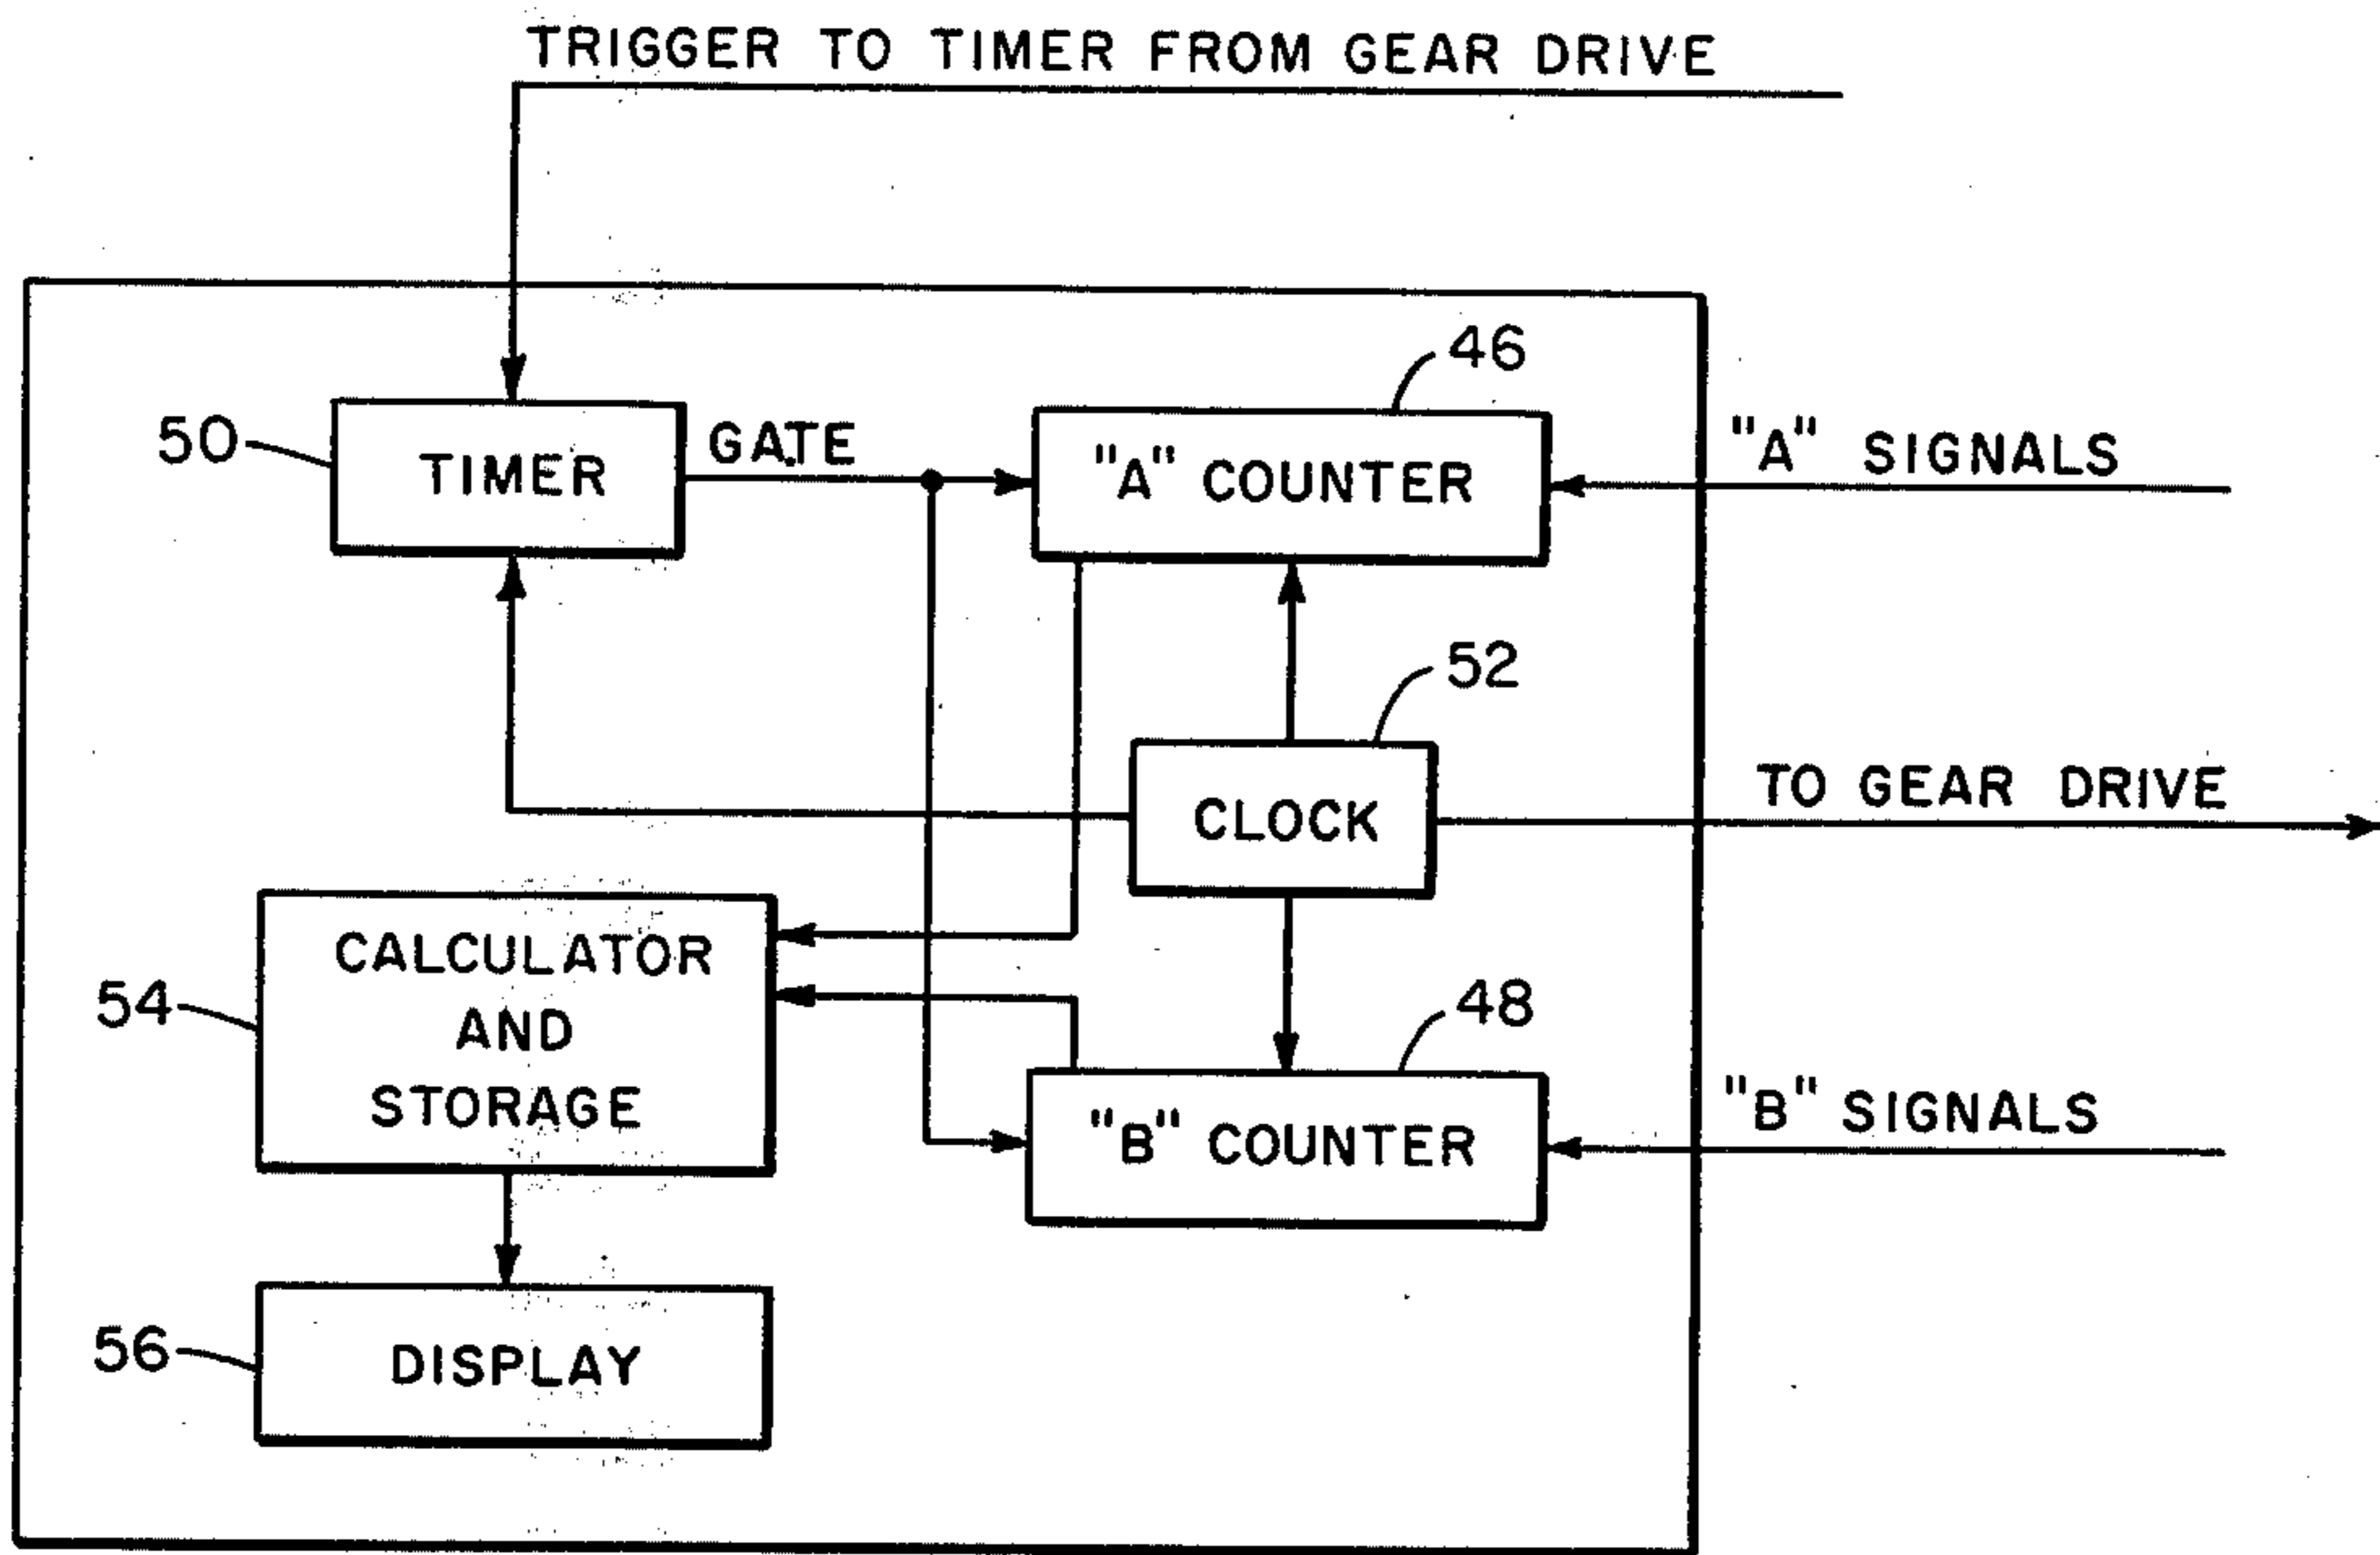 TRIGGER TO TIMER FROM GEAR DRIVE
46
50
TIMER
GATE
"A" COUNTER
"A" SIGNALS
52
CLOCK
TO GEAR DRIVE
54
CALCULATOR
AND
STORAGE
48
"B" COUNTER
"B" SIGNALS
56
DISPLAY